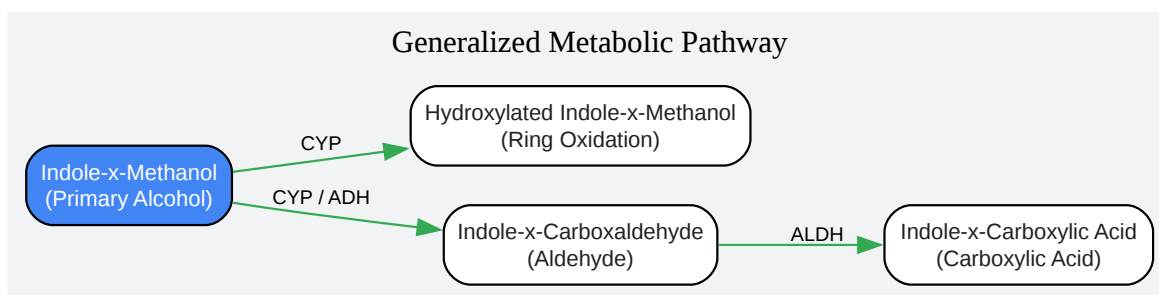 Generalized Metabolic Pathway
Hydroxylated Indole-x-Methanol
(Ring Oxidation)
CYP
Indole-x-Methanol
(Primary Alcohol)
CYP / ADH
Indole-x-Carboxaldehyde
(Aldehyde)
ALDH
Indole-x-Carboxylic Acid
(Carboxylic Acid)